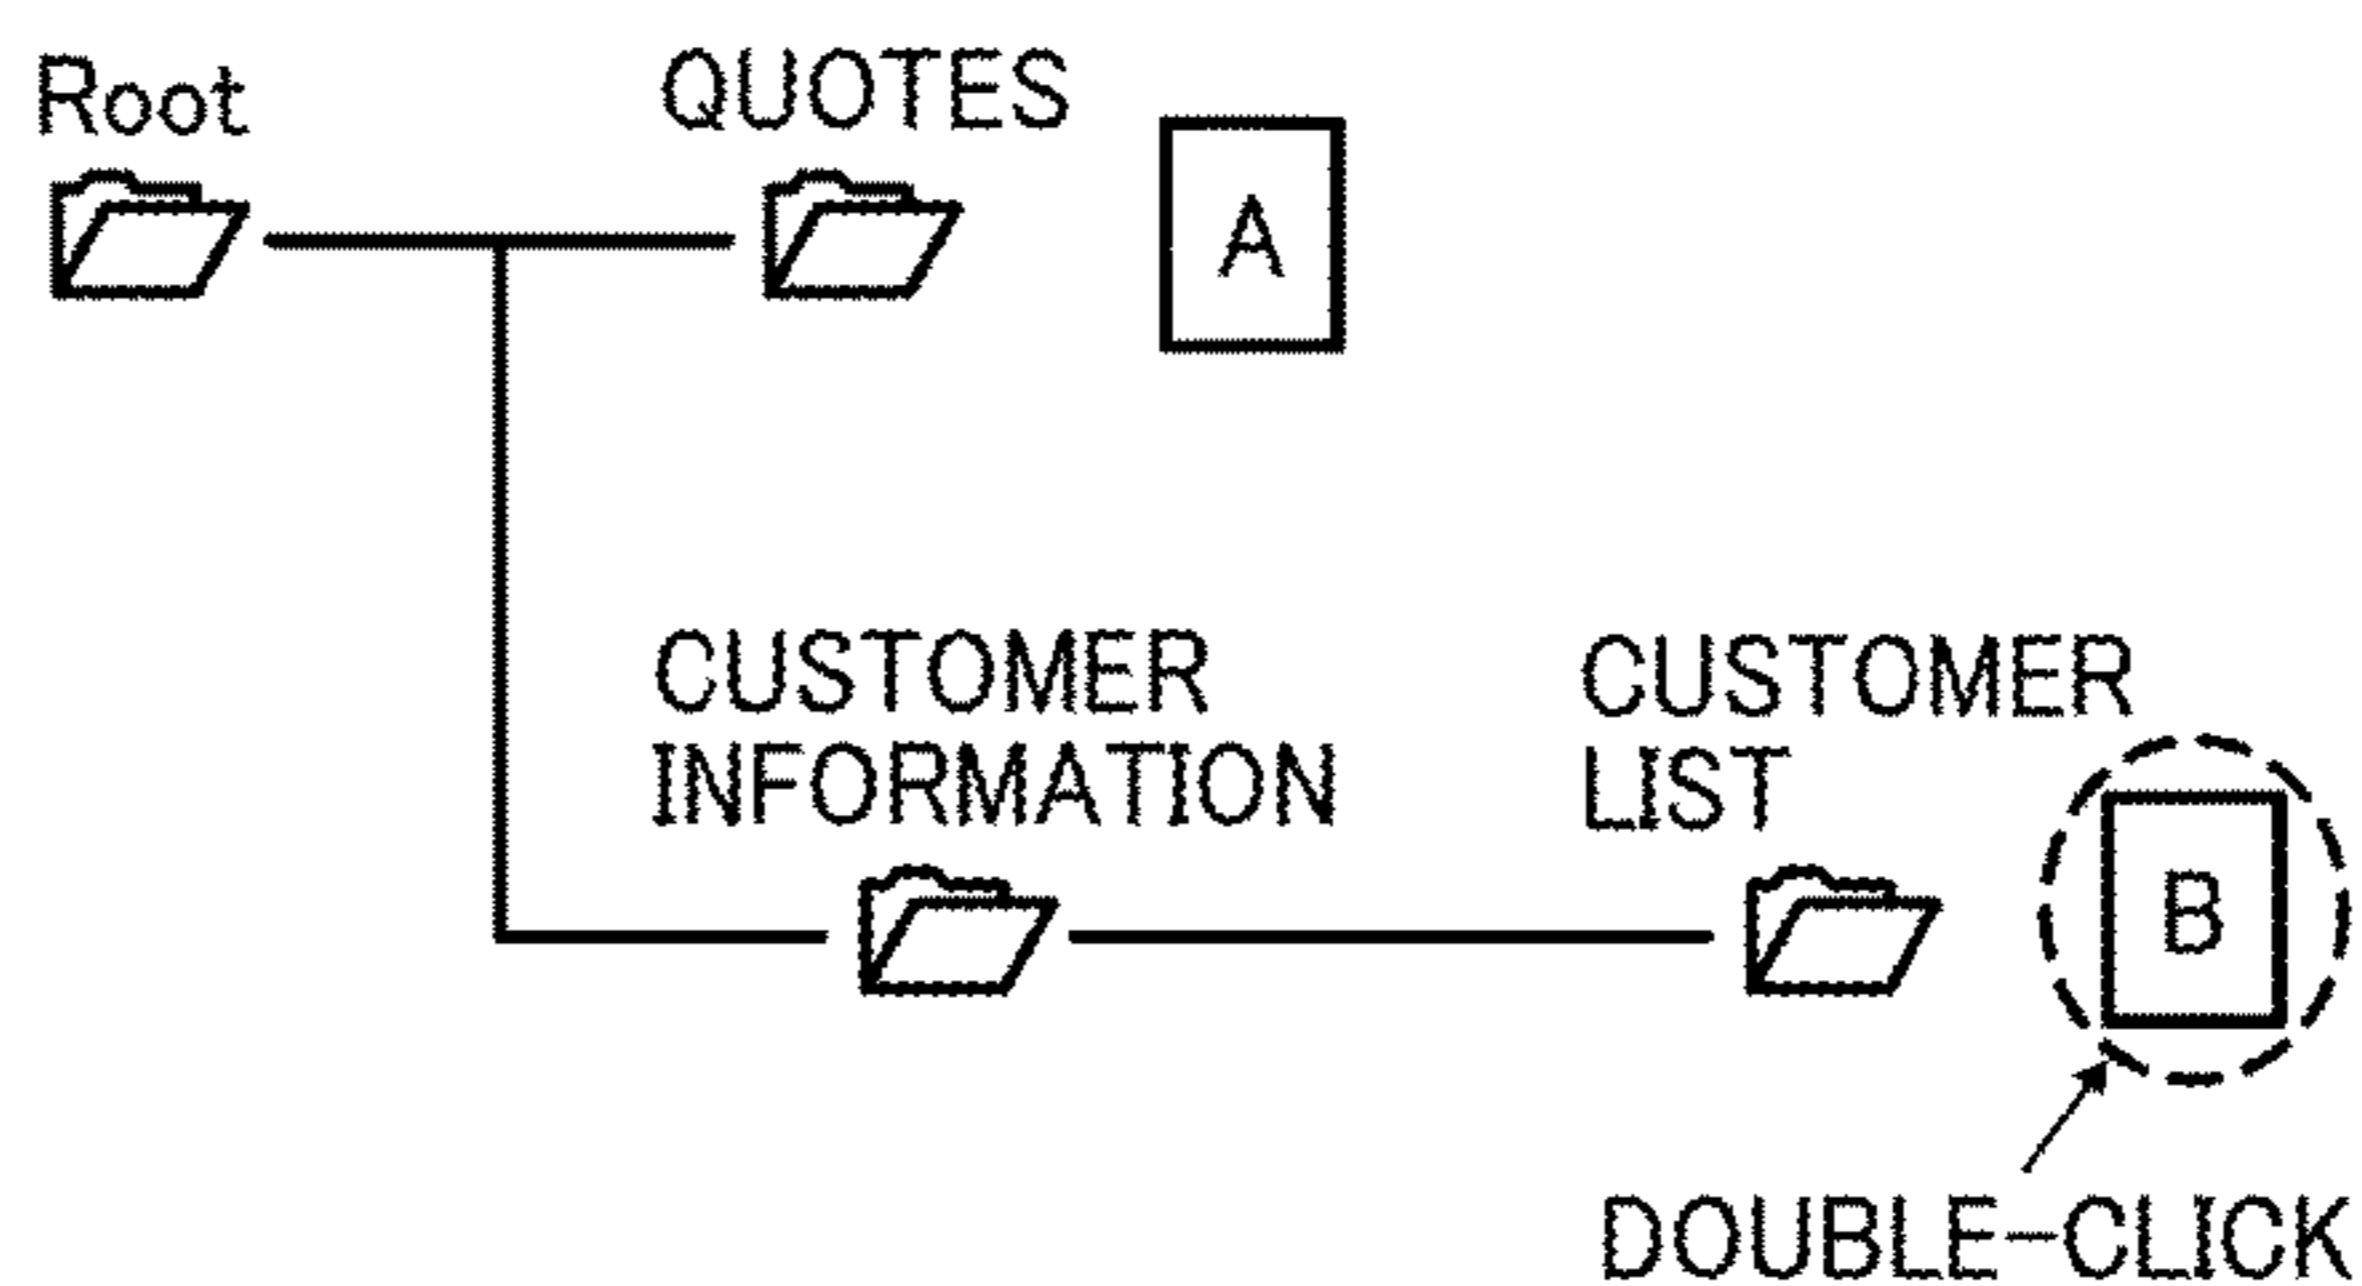 Root
QUOTES
A
CUSTOMER
INFORMATION
CUSTOMER
LIST
B
DOUBLE-CLICK